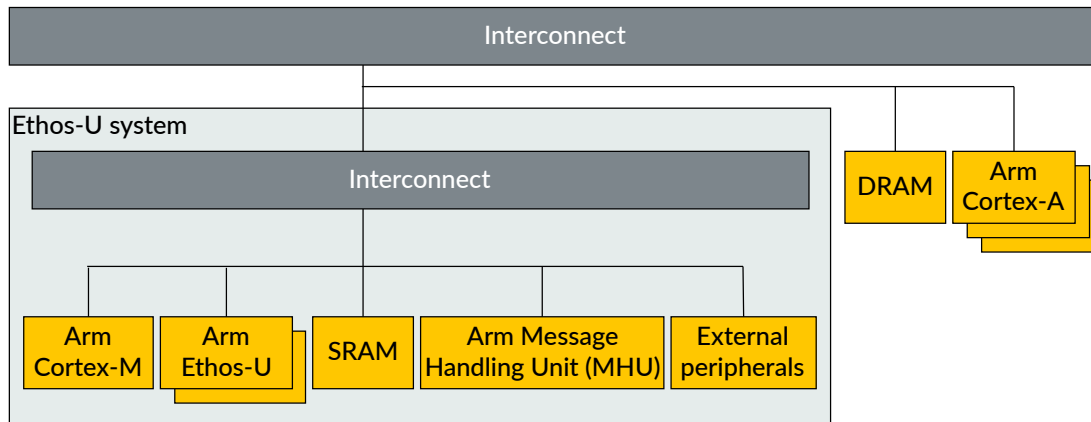 Interconnect
Ethos-U system
Interconnect
DRAM
Arm
Cortex-A
Arm
Cortex-M
Arm
Ethos-U
SRAM
Arm Message
Handling Unit (MHU)
External
peripherals